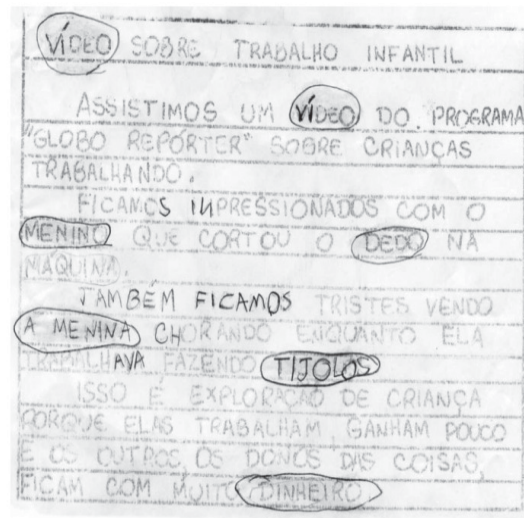 VÍDEO SOBRE TRABALHO INFANTIL
ASSISTIMOS UM VÍDEO DO PROGRAMA
"GLOBO REPÓRTER" SOBRE CRIANÇAS
TRABALHANDO.
FICAMOS IMPRESSIONADOS COM O
MENINO QUE CORTOU O DEDO NA
MÁQUINA.
TAMBÉM FICAMOS TRISTES VENDO
A MENINA CHORANDO ENQUANTO ELA
TRABALHAVA FAZENDO TIJOLOS
ISSO É EXPLORAÇÃO DE CRIANÇA
PORQUE ELAS TRABALHAM, GANHAM POUCO
E OS OUTROS, OS DONOS DAS COISAS,
FICAM COM MUITO DINHEIRO.